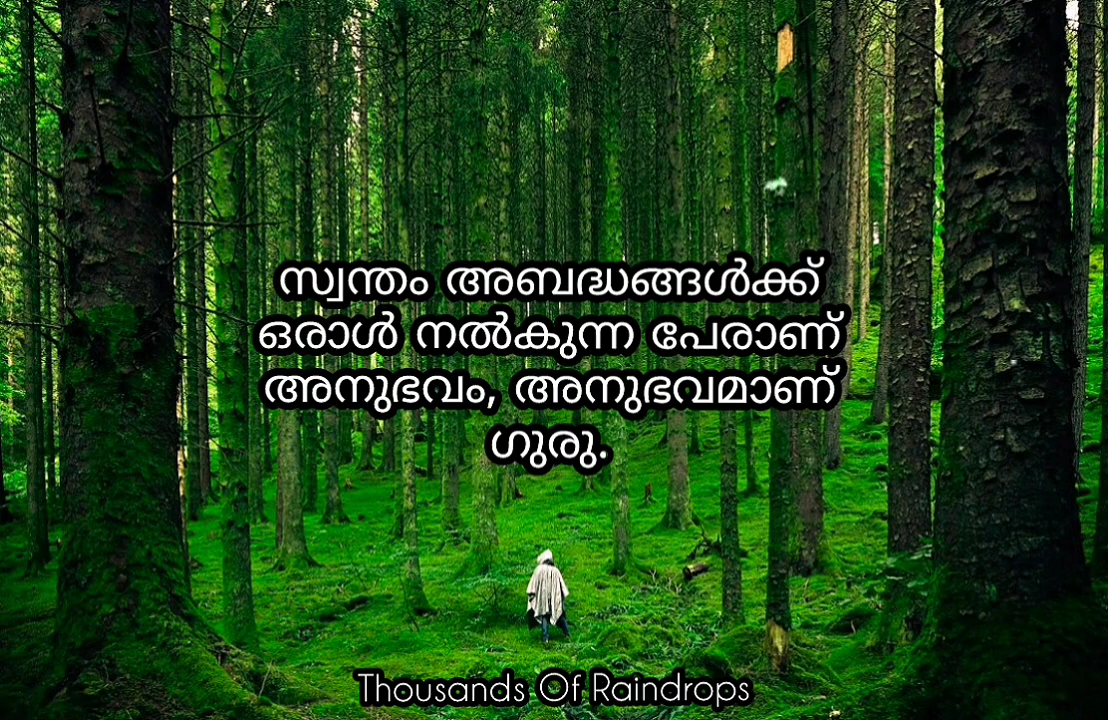 സ്വന്തം അബദ്ധങ്ങൾക്ക്
ഒരാൾ നൽകുന്ന പേരാണ്
അനുഭവം, അനുഭവമാണ്
ഗുരു.
Thousands Of Raindrops